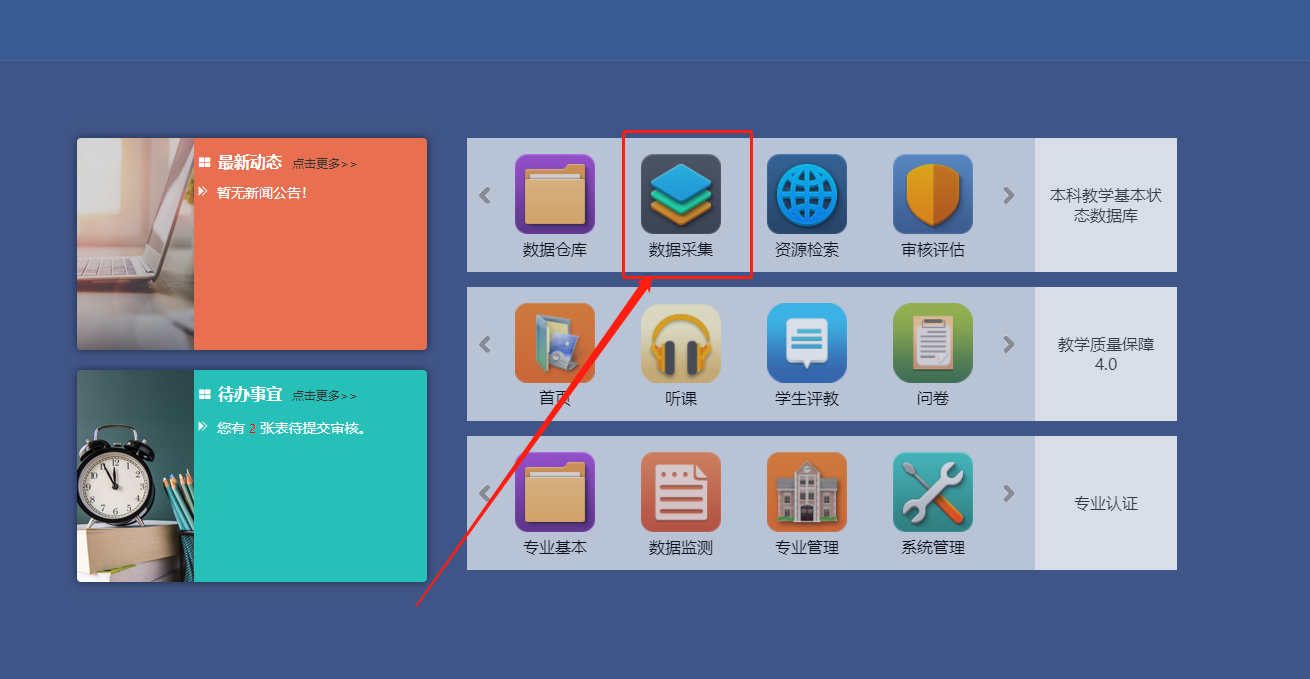 最新动态 点击更多>>
暂无新闻公告!
待办事宜 点击更多>>
您有 2 张表待提交审核。
数据仓库 数据采集 资源检索 审核评估
本科教学基本状
态数据库
首页 听课 学生评教 问卷
教学质量保障
4.0
专业基本 数据监测 专业管理 系统管理
专业认证